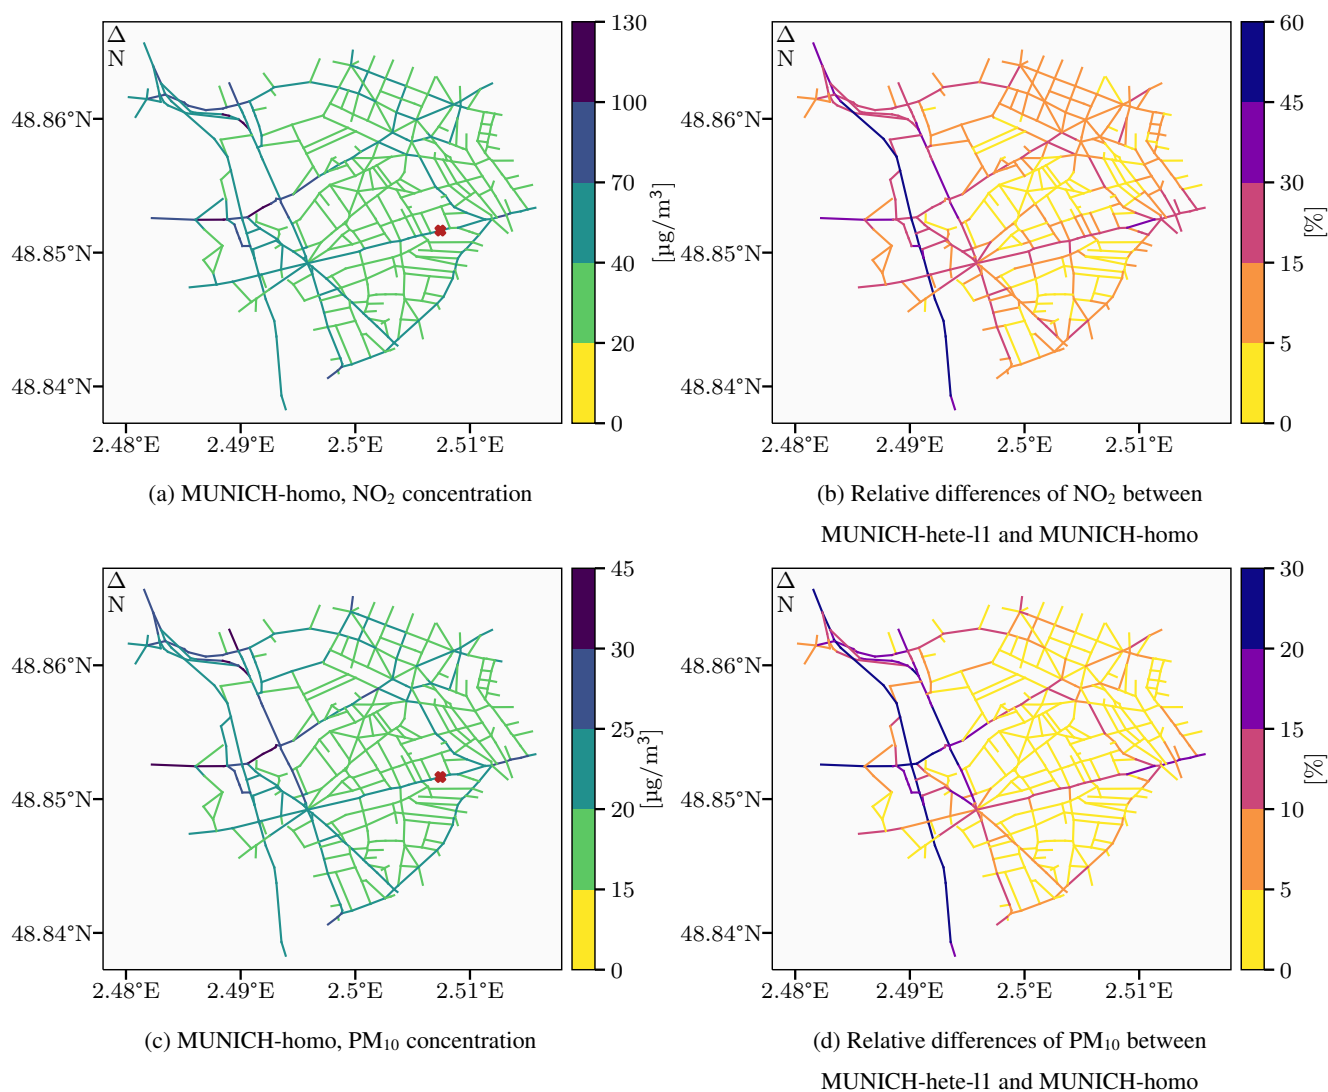 Δ
N
48.86°N
48.85°N
48.84°N
2.48°E 2.49°E 2.5°E 2.51°E
130
100
70
40
20
0
[µg/m³]
(a) MUNICH-homo, NO₂ concentration
Δ
N
48.86°N
48.85°N
48.84°N
2.48°E 2.49°E 2.5°E 2.51°E
60
45
30
15
5
0
[%]
(b) Relative differences of NO₂ between
MUNICH-hete-l1 and MUNICH-homo
Δ
N
48.86°N
48.85°N
48.84°N
2.48°E 2.49°E 2.5°E 2.51°E
45
30
25
20
15
0
[µg/m³]
(c) MUNICH-homo, PM₁₀ concentration
Δ
N
48.86°N
48.85°N
48.84°N
2.48°E 2.49°E 2.5°E 2.51°E
30
20
15
10
5
0
[%]
(d) Relative differences of PM₁₀ between
MUNICH-hete-l1 and MUNICH-homo